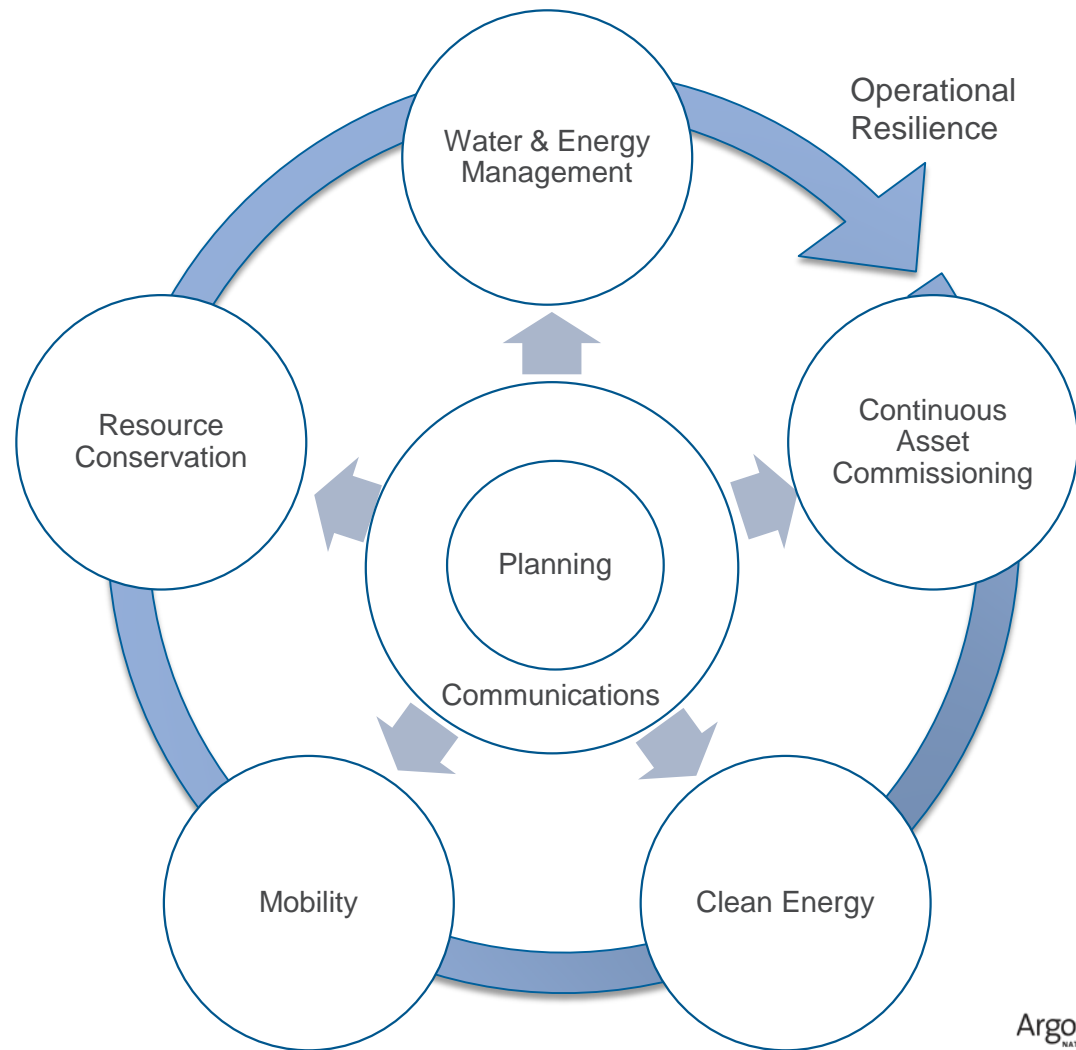 Operational
Resilience
Water & Energy
Management
Resource
Conservation
Continuous
Asset
Commissioning
Planning
Communications
Mobility
Clean Energy
Argo